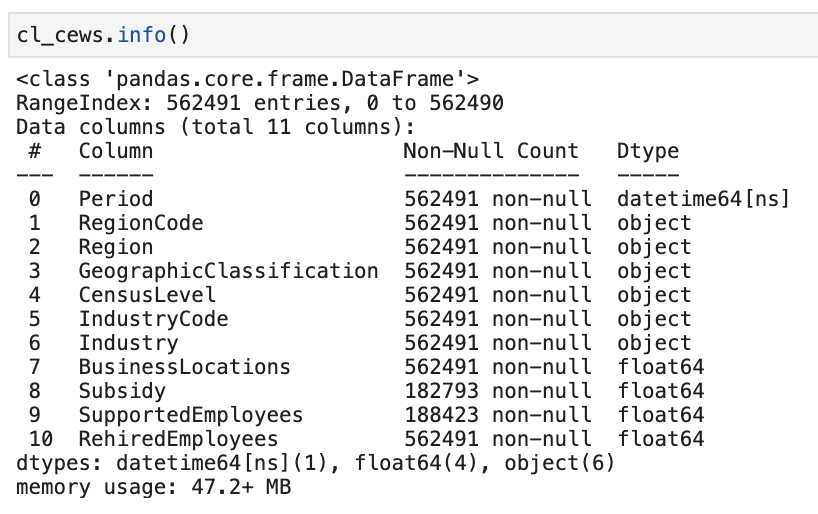 cl_cews.info()
<class 'pandas.core.frame.DataFrame'>
RangeIndex: 562491 entries, 0 to 562490
Data columns (total 11 columns):
 #   Column                    Non-Null Count   Dtype
---  ------                    --------------   -----
 0   Period                    562491 non-null  datetime64[ns]
 1   RegionCode                562491 non-null  object
 2   Region                    562491 non-null  object
 3   GeographicClassification  562491 non-null  object
 4   CensusLevel               562491 non-null  object
 5   IndustryCode              562491 non-null  object
 6   Industry                  562491 non-null  object
 7   BusinessLocations         562491 non-null  float64
 8   Subsidy                   182793 non-null  float64
 9   SupportedEmployees        188423 non-null  float64
 10  RehiredEmployees          562491 non-null  float64
dtypes: datetime64[ns](1), float64(4), object(6)
memory usage: 47.2+ MB